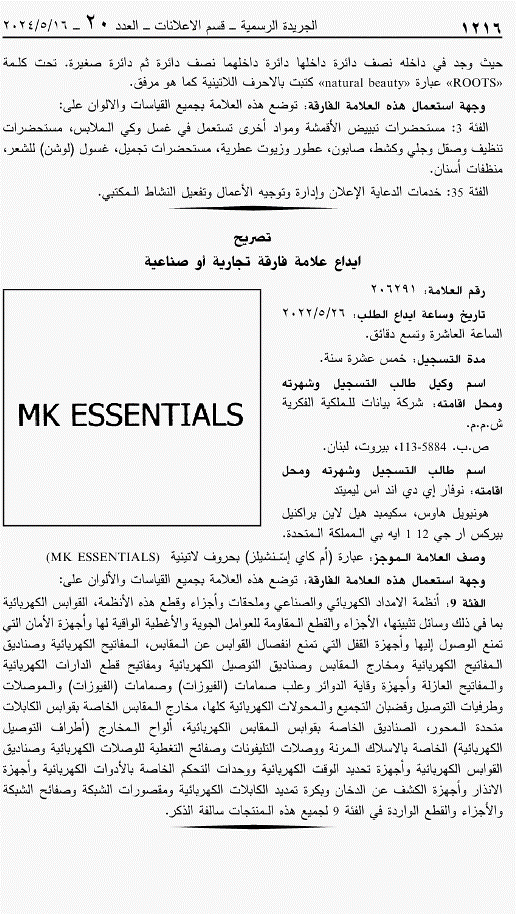 ١٢١٦
الجريدة الرسمية ــ قسم الاعلانات ــ العدد ٢٠ ــ ٢٠٢٤/٥/١٦
حيث وجد في داخله نصف دائرة داخلها دائرة داخلهما نصف دائرة ثم دائرة صغيرة. تحت كلمة
«ROOTS» عبارة «natural beauty» كتبت بالاحرف اللاتينية كما هو مرفق.
وجهة استعمال هذه العلامة الفارقة: توضع هذه العلامة بجميع القياسات والالوان على:
الفئة 3: مستحضرات تبييض الأقمشة ومواد أخرى تستعمل في غسل وكي الملابس، مستحضرات
تنظيف وصقل وجلي وكشط، صابون، عطور وزيوت عطرية، مستحضرات تجميل، غسول (لوشن) للشعر،
منظفات أسنان.
الفئة 35: خدمات الدعاية الإعلان وإدارة وتوجيه الأعمال وتفعيل النشاط المكتبي.
تصريح
ايداع علامة فارقة تجارية أو صناعية
رقم العلامة: ٢٠٦٢٩١
تاريخ وساعة ايداع الطلب: ٢٠٢٢/٥/٢٦
الساعة العاشرة وتسع دقائق.
مدة التسجيل: خمس عشرة سنة.
اسم وكيل طالب التسجيل وشهرته
ومحل اقامته: شركة بيانات للملكية الفكرية
ش.م.م.
ص.ب. 5884-113، بيروت، لبنان.
اسم طالب التسجيل وشهرته ومحل
اقامته: نوفار إي دي اند اس ليميتد
هونيويل هاوس، سكيمبد هيل لاين براكنيل
بيركس ار جي 12 1 ايه بي المملكة المتحدة.
MK ESSENTIALS
وصف العلامة الموجز: عبارة (أم كاي إسّنشيلز) بحروف لاتينية (MK ESSENTIALS)
وجهة استعمال هذه العلامة الفارقة: توضع هذه العلامة بجميع القياسات والألوان على:
الفئة 9: أنظمة الامداد الكهربائي والصناعي وملحقات وأجزاء وقطع هذه الأنظمة، القوابس الكهربائية
بما في ذلك وسائل تثبيتها، الأجزاء والقطع المقاومة للعوامل الجوية والأغطية الواقية لها وأجهزة الأمان التي
تمنع الوصول إليها وأجهزة القفل التي تمنع انفصال القوابس عن المقابس، المفاتيح الكهربائية وصناديق
المفاتيح الكهربائية ومخارج المقابس وصناديق التوصيل الكهربائية ومفاتيح قطع الدارات الكهربائية
والمفاتيح العازلة وأجهزة وقاية الدوائر وعلب صمامات (الفيوزات) وصمامات (الفيوزات) والموصلات
وطرفيات التوصيل وقضبان التجميع والمحولات الكهربائية كلها، مخارج المقابس الخاصة بقوابس الكابلات
متحدة المحور، الصناديق الخاصة بقوابس المقابس الكهربائية، ألواح المخارج (أطراف التوصيل
الكهربائية) الخاصة بالاسلاك المرنة ووصلات التليفونات وصفائح التغطية للوصلات الكهربائية وصناديق
القوابس الكهربائية وأجهزة تحديد الوقت الكهربائية ووحدات التحكم الخاصة بالأدوات الكهربائية وأجهزة
الانذار وأجهزة الكشف عن الدخان وبكرة تمديد الكابلات الكهربائية ومقصورات الشبكة وصفائح الشبكة
والأجزاء والقطع الواردة في الفئة 9 لجميع هذه المنتجات سالفة الذكر.